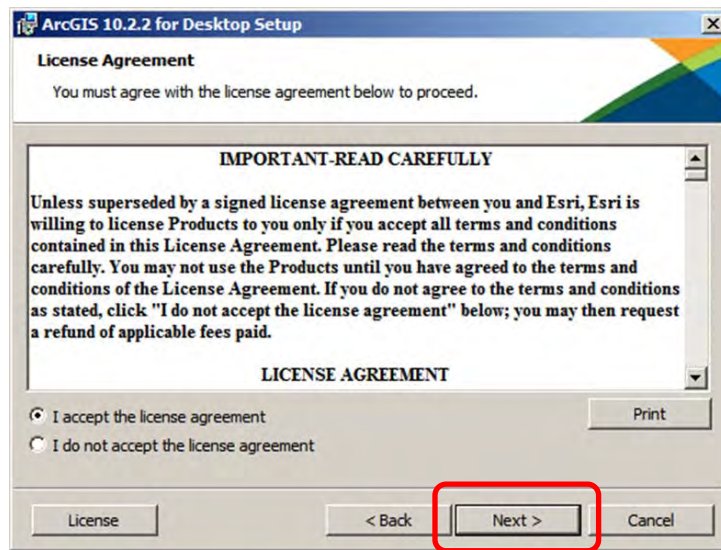 ArcGIS 10.2.2 for Desktop Setup
License Agreement
You must agree with the license agreement below to proceed.
IMPORTANT-READ CAREFULLY
Unless superseded by a signed license agreement between you and Esri, Esri is
willing to license Products to you only if you accept all terms and conditions
contained in this License Agreement. Please read the terms and conditions
carefully. You may not use the Products until you have agreed to the terms and
conditions of the License Agreement. If you do not agree to the terms and conditions
as stated, click "I do not accept the license agreement" below; you may then request
a refund of applicable fees paid.
LICENSE AGREEMENT
I accept the license agreement
Print
I do not accept the license agreement
License
< Back
Next >
Cancel